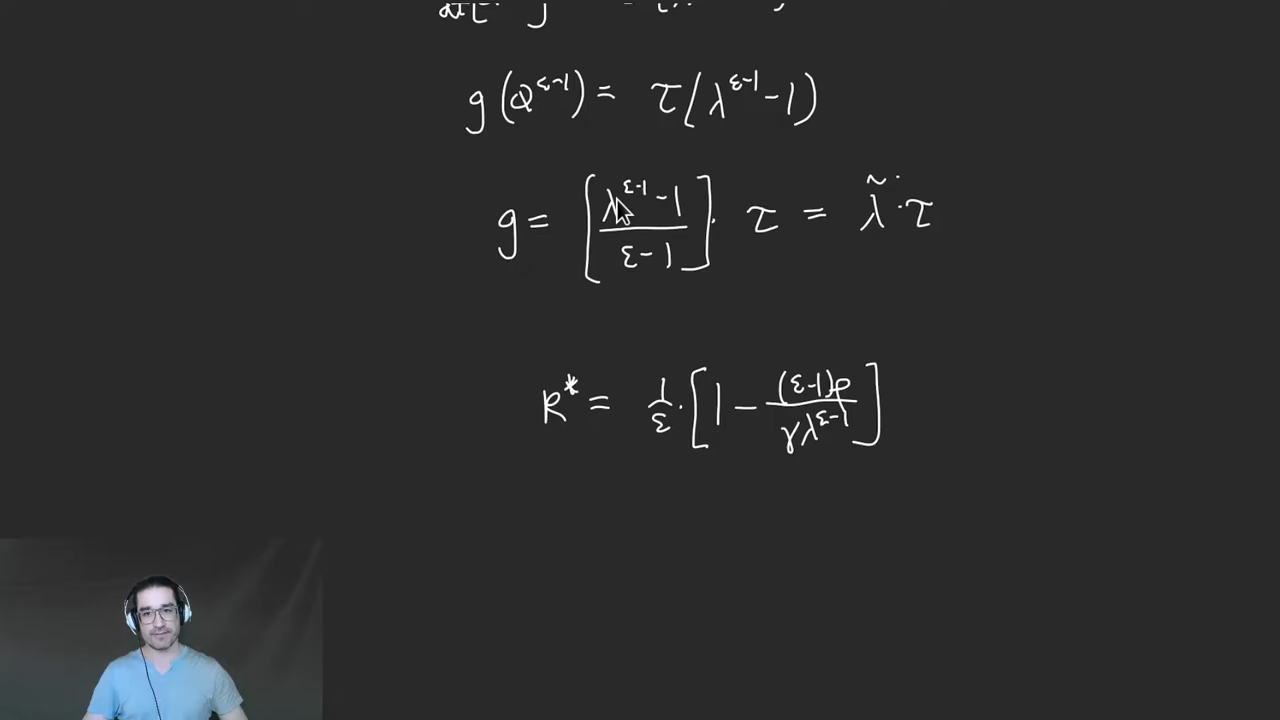 g(Q^{ε-1}) = τ(λ^{ε-1} - 1)
g = [(λ^{ε-1} - 1)/(ε-1)] · τ = λ̃ · τ
R* = 1/ε · [1 - (ε-1)ρ/(γλ^{ε-1})]